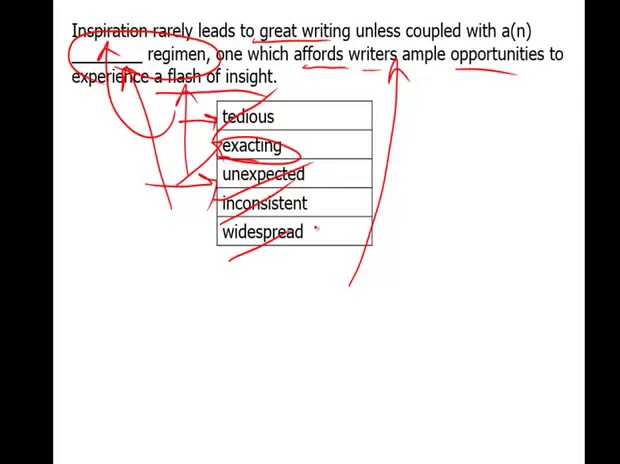 Inspiration rarely leads to great writing unless coupled with a(n)
_________ regimen, one which affords writers ample opportunities to
experience a flash of insight.
tedious
exacting
unexpected
inconsistent
widespread